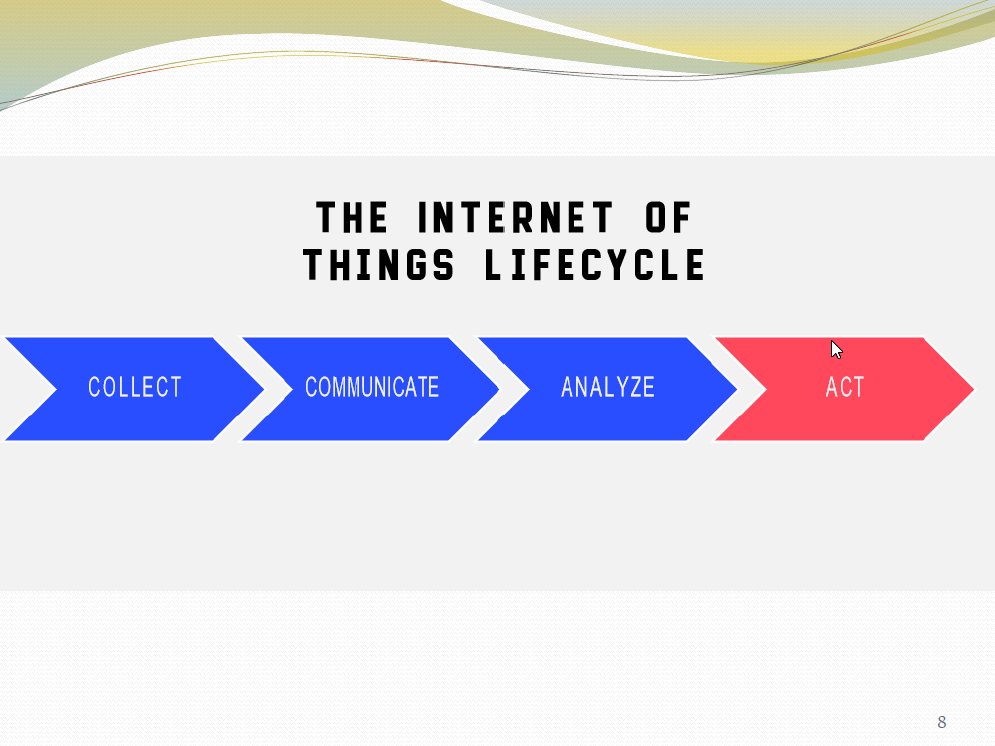 THE INTERNET OF
THINGS LIFECYCLE
COLLECT
COMMUNICATE
ANALYZE
ACT
8